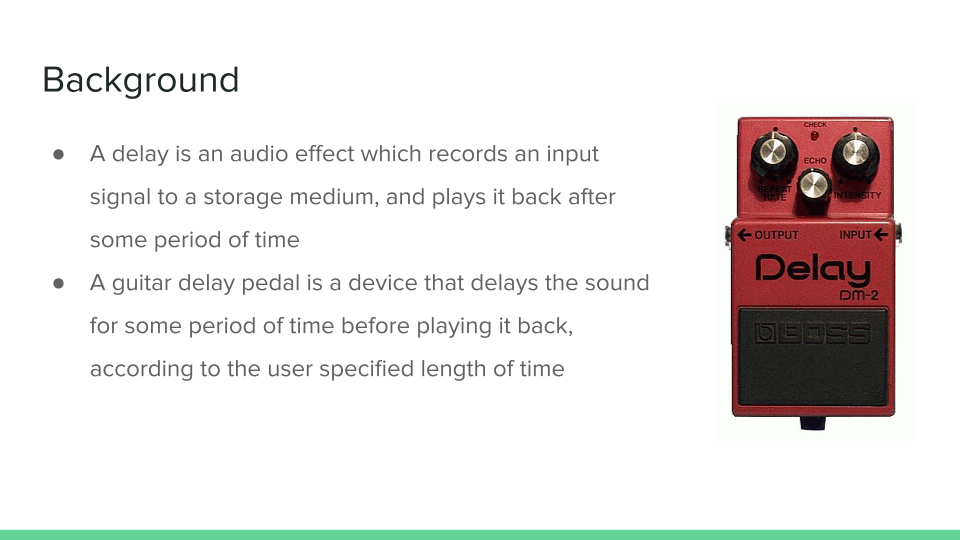 Background
● A delay is an audio effect which records an input
signal to a storage medium, and plays it back after
some period of time
● A guitar delay pedal is a device that delays the sound
for some period of time before playing it back,
according to the user specified length of time
CHECK
ECHO
REPEAT
RATE
INTENSITY
OUTPUT INPUT
Delay
DM-2
BOSS